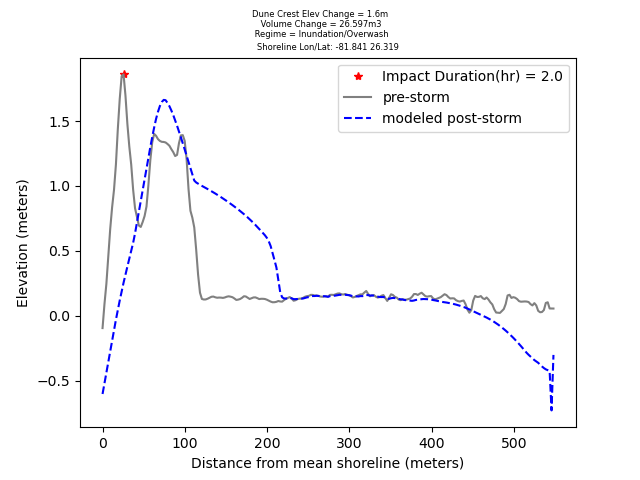 Dune Crest Elev Change = 1.6m
Volume Change = 26.597m3
Regime = Inundation/Overwash
Shoreline Lon/Lat: -81.841 26.319
Impact Duration(hr) = 2.0
pre-storm
modeled post-storm
Elevation (meters)
1.5
1.0
0.5
0.0
−0.5
0 100 200 300 400 500
Distance from mean shoreline (meters)